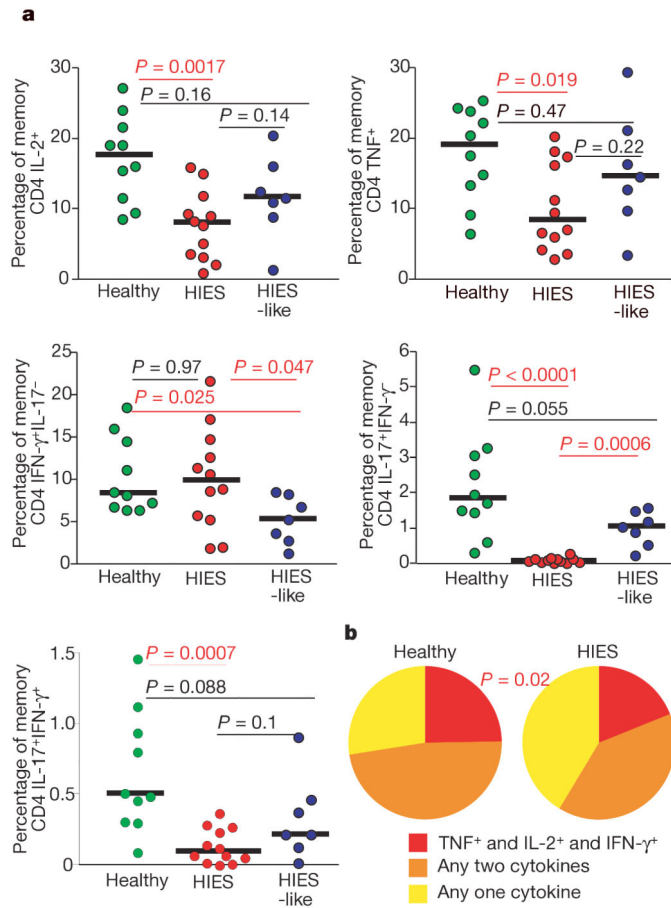 a
Percentage of memory
CD4 IL-2⁺
30
20
10
0
P = 0.0017
P = 0.16
P = 0.14
Healthy
HIES
HIES
-like
Percentage of memory
CD4 TNF⁺
30
20
10
0
P = 0.019
P = 0.47
P = 0.22
Healthy
HIES
HIES
-like
Percentage of memory
CD4 IFN-γ⁺IL-17⁻
25
20
15
10
5
0
P = 0.97
P = 0.047
P = 0.025
Healthy
HIES
HIES
-like
Percentage of memory
CD4 IL-17⁺IFN-γ⁻
6
5
4
3
2
1
0
P < 0.0001
P = 0.055
P = 0.0006
Healthy
HIES
HIES
-like
Percentage of memory
CD4 IL-17⁺IFN-γ⁺
1.5
1.0
0.5
0
P = 0.0007
P = 0.088
P = 0.1
Healthy
HIES
HIES
-like
b
Healthy
HIES
P = 0.02
TNF⁺ and IL-2⁺ and IFN-γ⁺
Any two cytokines
Any one cytokine